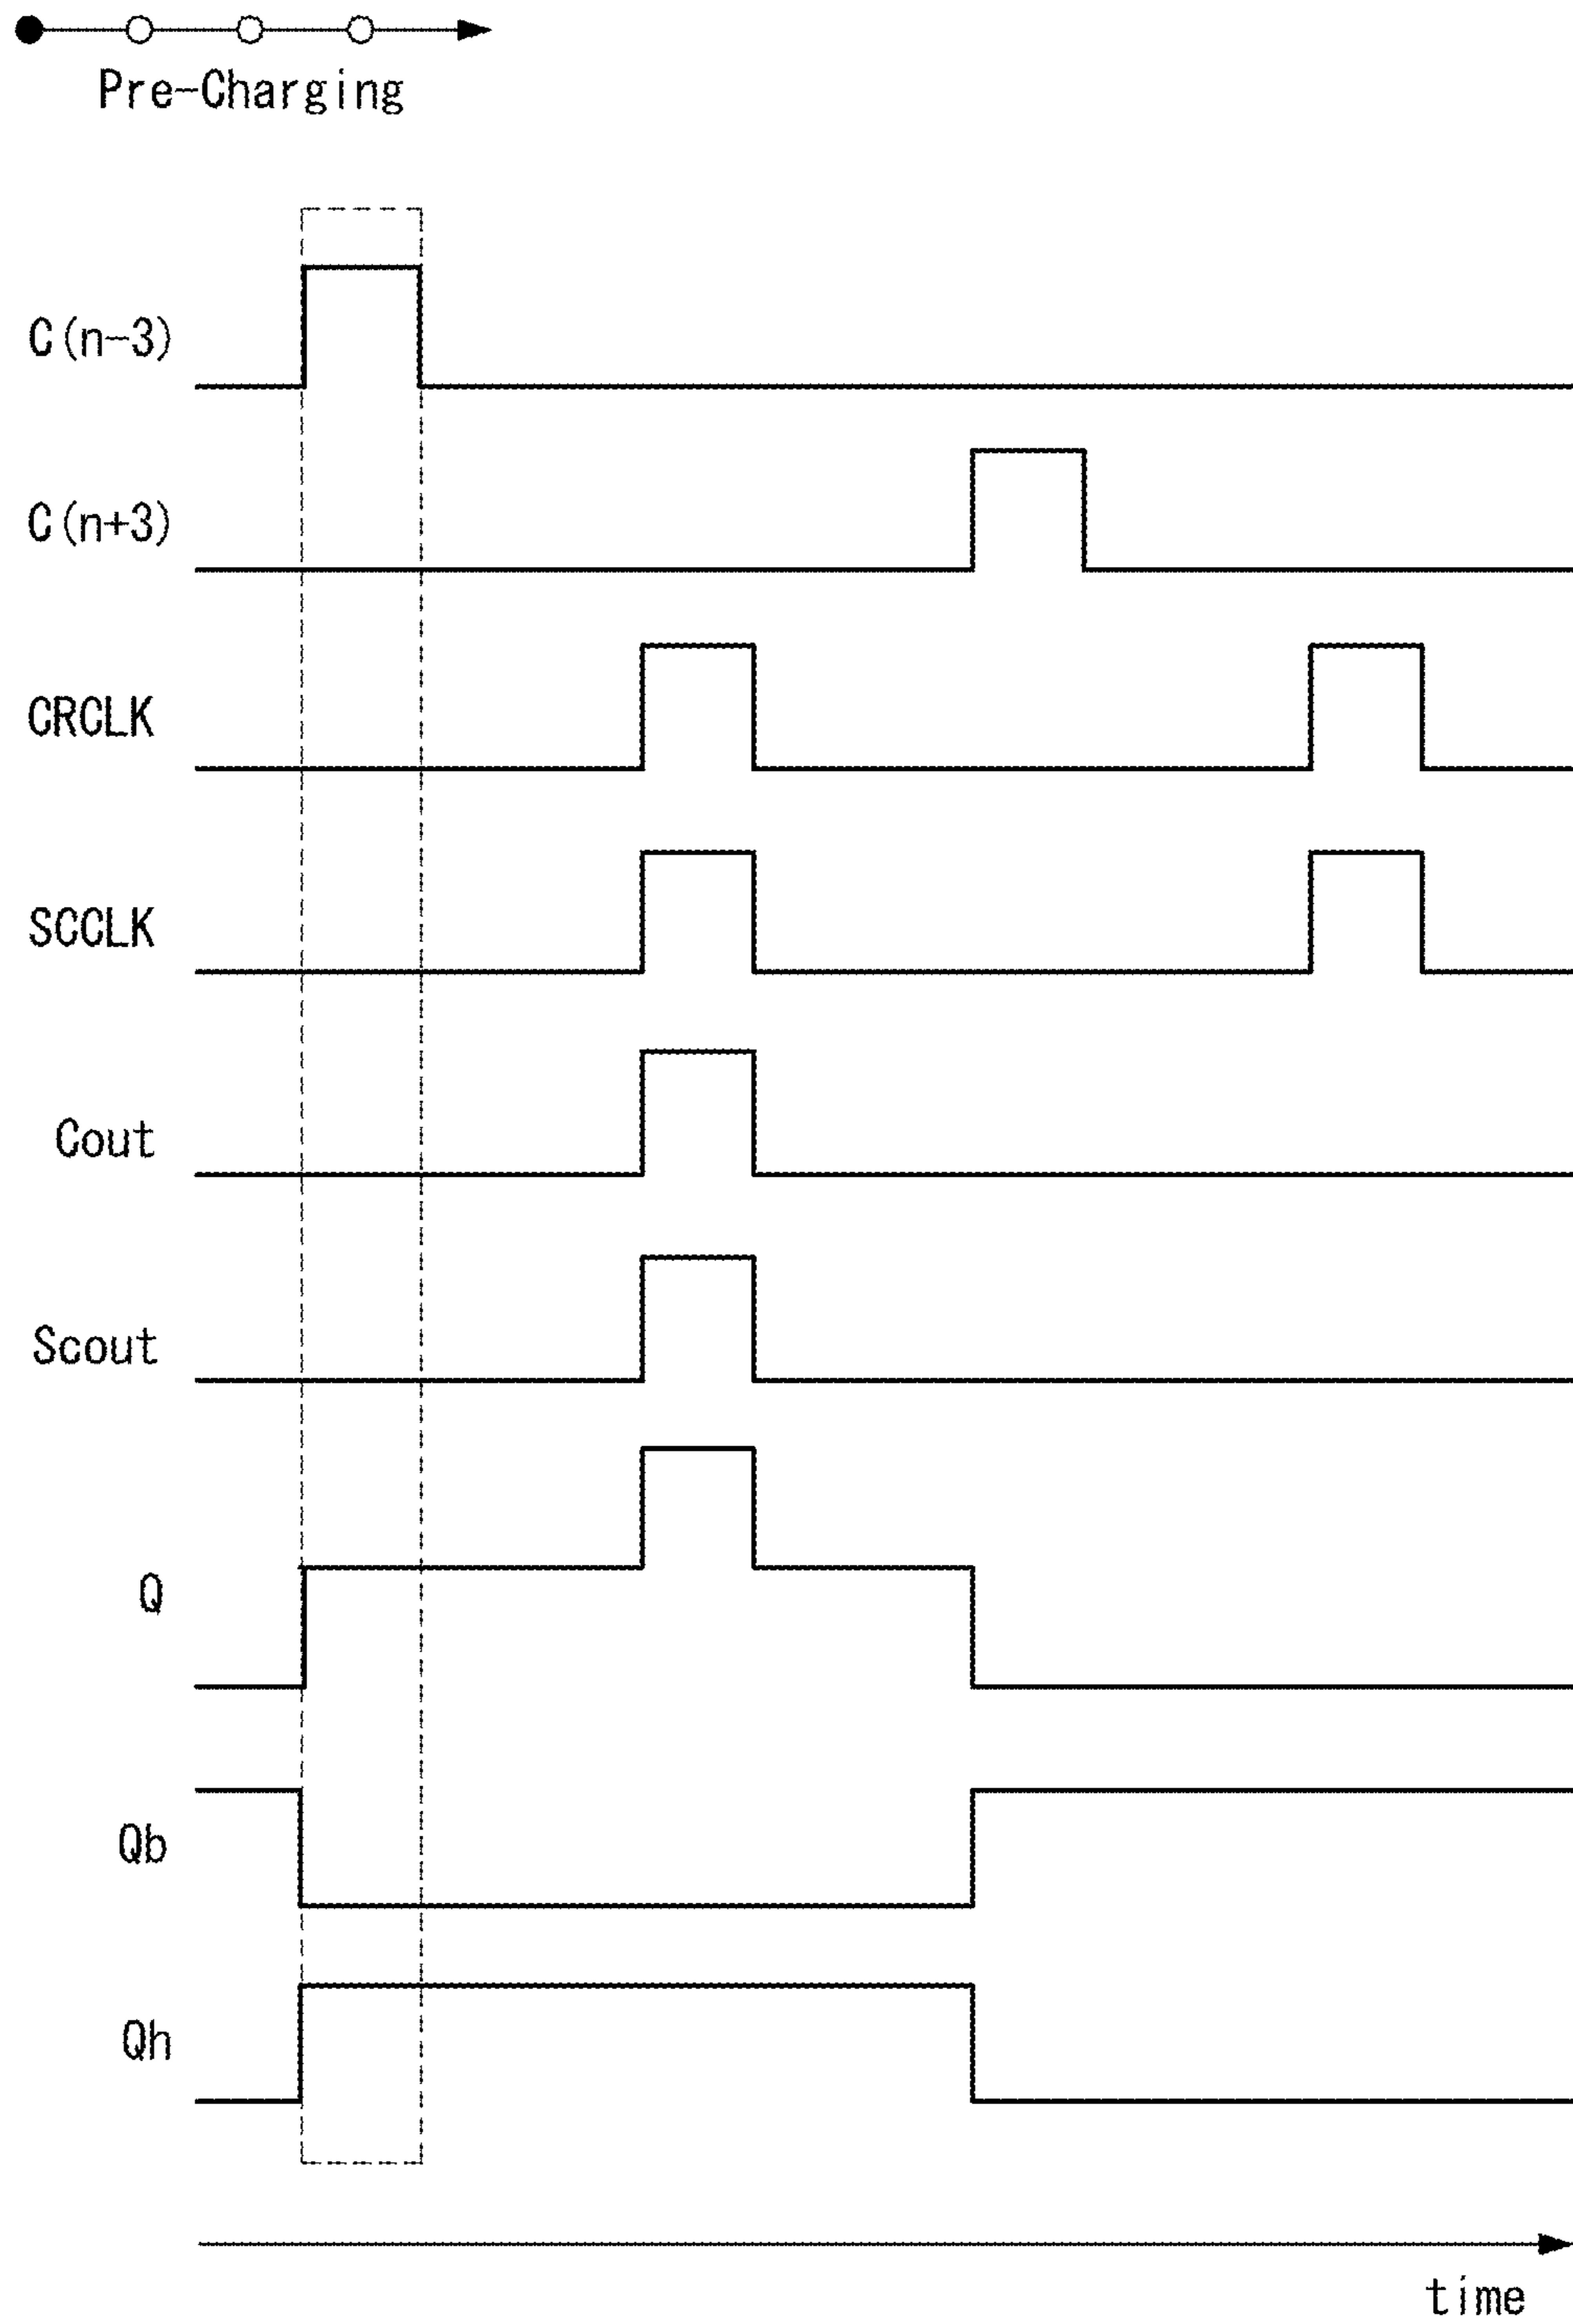 Pre-Charging
C(n-3)
C(n+3)
CRCLK
SCCLK
Cout
Scout
Q
Qb
Qh
time